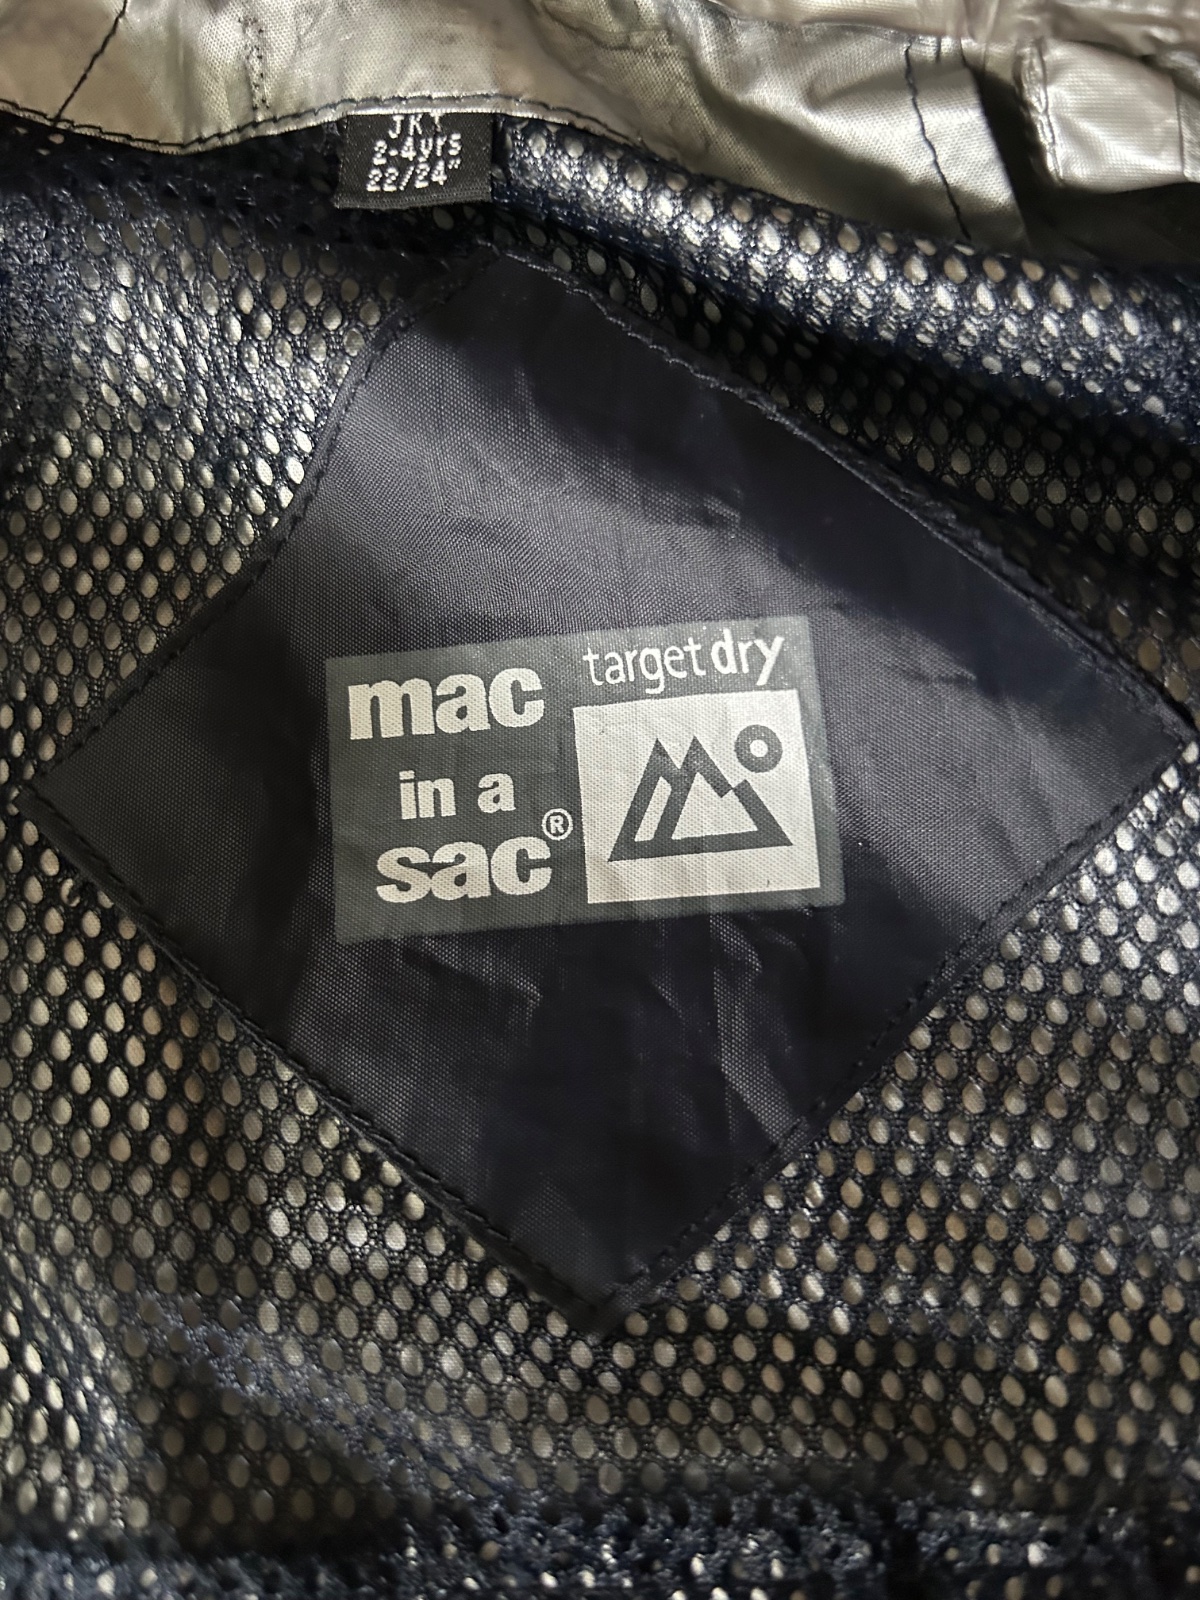 JKT
2-4yrs
22/24"
mac
in a
sac®
target dry